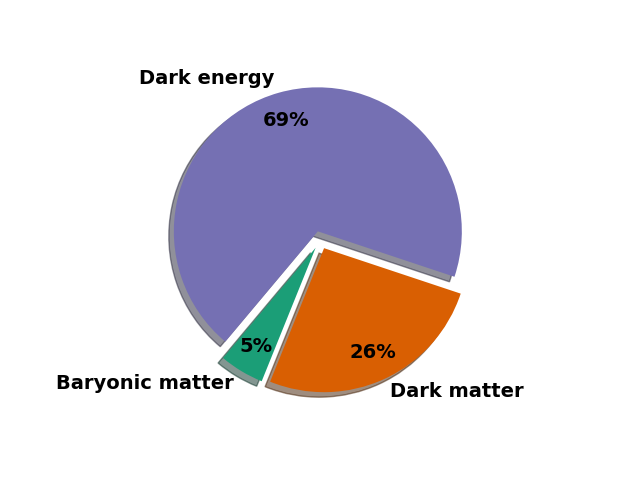 Dark energy
69%
5%
26%
Baryonic matter
Dark matter